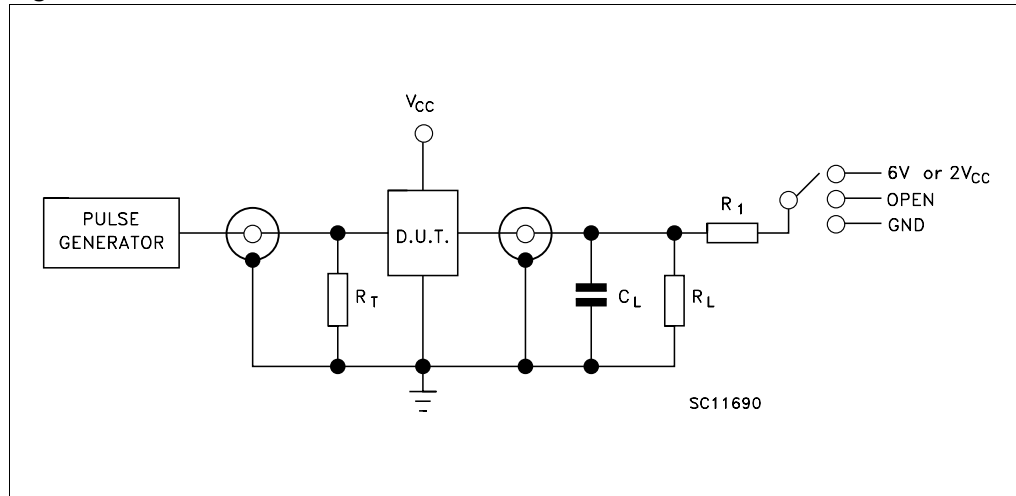 VCC
6V or 2VCC
OPEN
GND
R1
PULSE
GENERATOR
D.U.T.
RT
CL
RL
SC11690